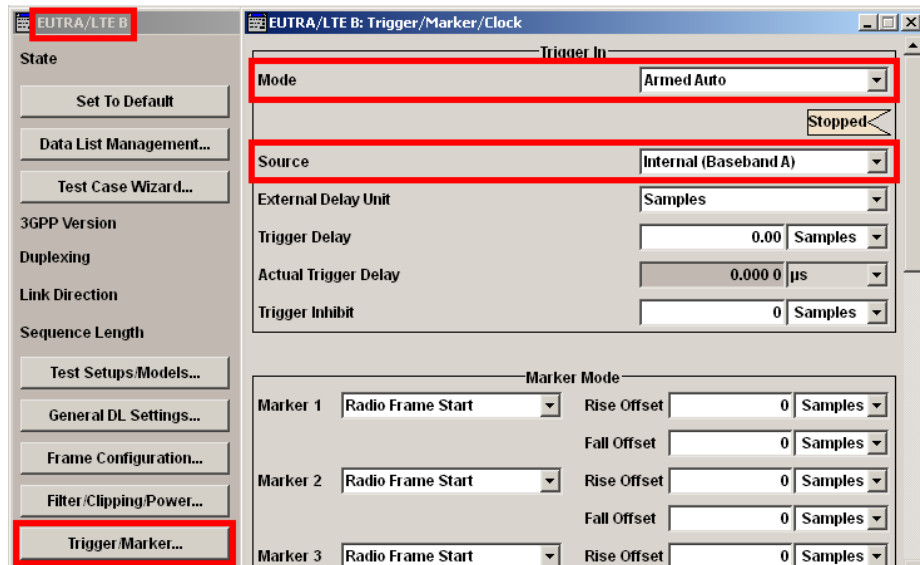 EUTRA/LTE B
State
Set To Default
Data List Management...
Test Case Wizard...
3GPP Version
Duplexing
Link Direction
Sequence Length
Test Setups/Models...
General DL Settings...
Frame Configuration...
Filter/Clipping/Power...
Trigger/Marker...
EUTRA/LTE B: Trigger/Marker/Clock
Trigger In
Mode Armed Auto
Stopped
Source Internal (Baseband A)
External Delay Unit Samples
Trigger Delay 0.00 Samples
Actual Trigger Delay 0.000 0 µs
Trigger Inhibit 0 Samples
Marker Mode
Marker 1 Radio Frame Start Rise Offset 0 Samples
Fall Offset 0 Samples
Marker 2 Radio Frame Start Rise Offset 0 Samples
Fall Offset 0 Samples
Marker 3 Radio Frame Start Rise Offset 0 Samples